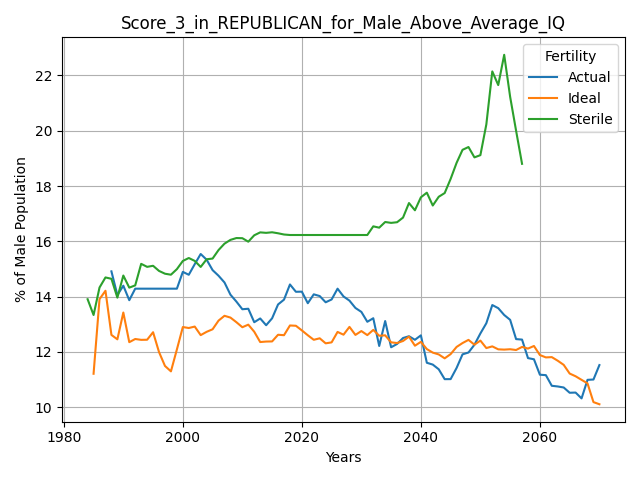 Score_3_in_REPUBLICAN_for_Male_Above_Average_IQ
Fertility
Actual
Ideal
Sterile
% of Male Population
22
20
18
16
14
12
10
1980
2000
2020
2040
2060
Years